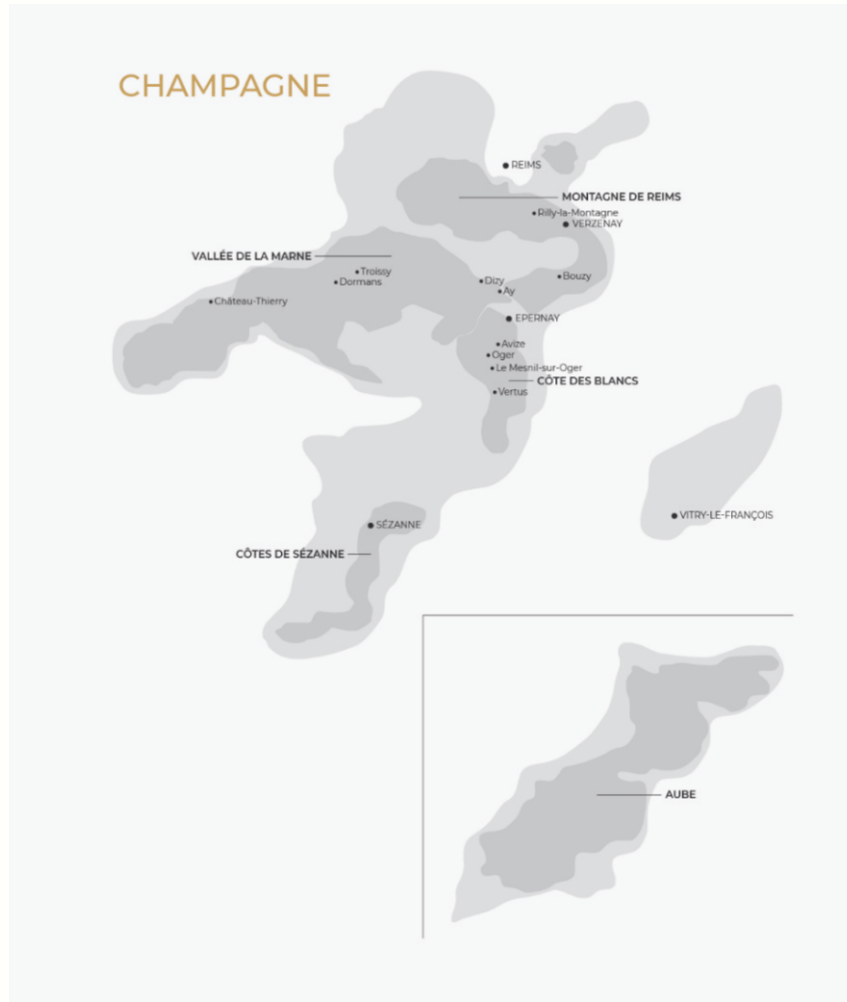 CHAMPAGNE
REIMS
MONTAGNE DE REIMS
Rilly-la-Montagne
VERZENAY
VALLÉE DE LA MARNE
Troissy
Dormans
Bouzy
Dizy
Ay
Château-Thierry
EPERNAY
Avize
Oger
Le Mesnil-sur-Oger
CÔTE DES BLANCS
Vertus
VITRY-LE-FRANÇOIS
SÉZANNE
CÔTES DE SÉZANNE
AUBE